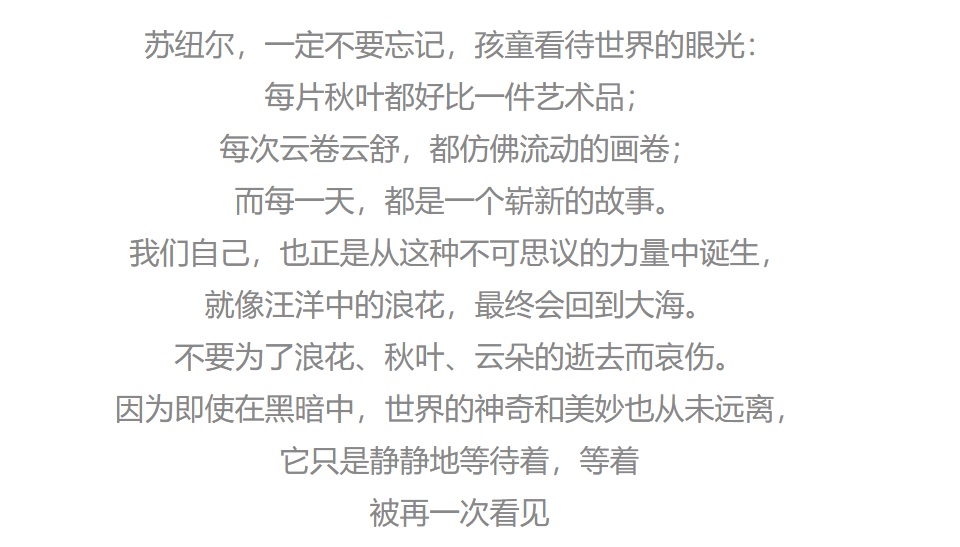 苏纽尔，一定不要忘记，孩童看待世界的眼光：
每片秋叶都好比一件艺术品；
每次云卷云舒，都仿佛流动的画卷；
而每一天，都是一个崭新的故事。
我们自己，也正是从这种不可思议的力量中诞生，
就像汪洋中的浪花，最终会回到大海。
不要为了浪花、秋叶、云朵的逝去而哀伤。
因为即使在黑暗中，世界的神奇和美妙也从未远离，
它只是静静地等待着，等着
被再一次看见